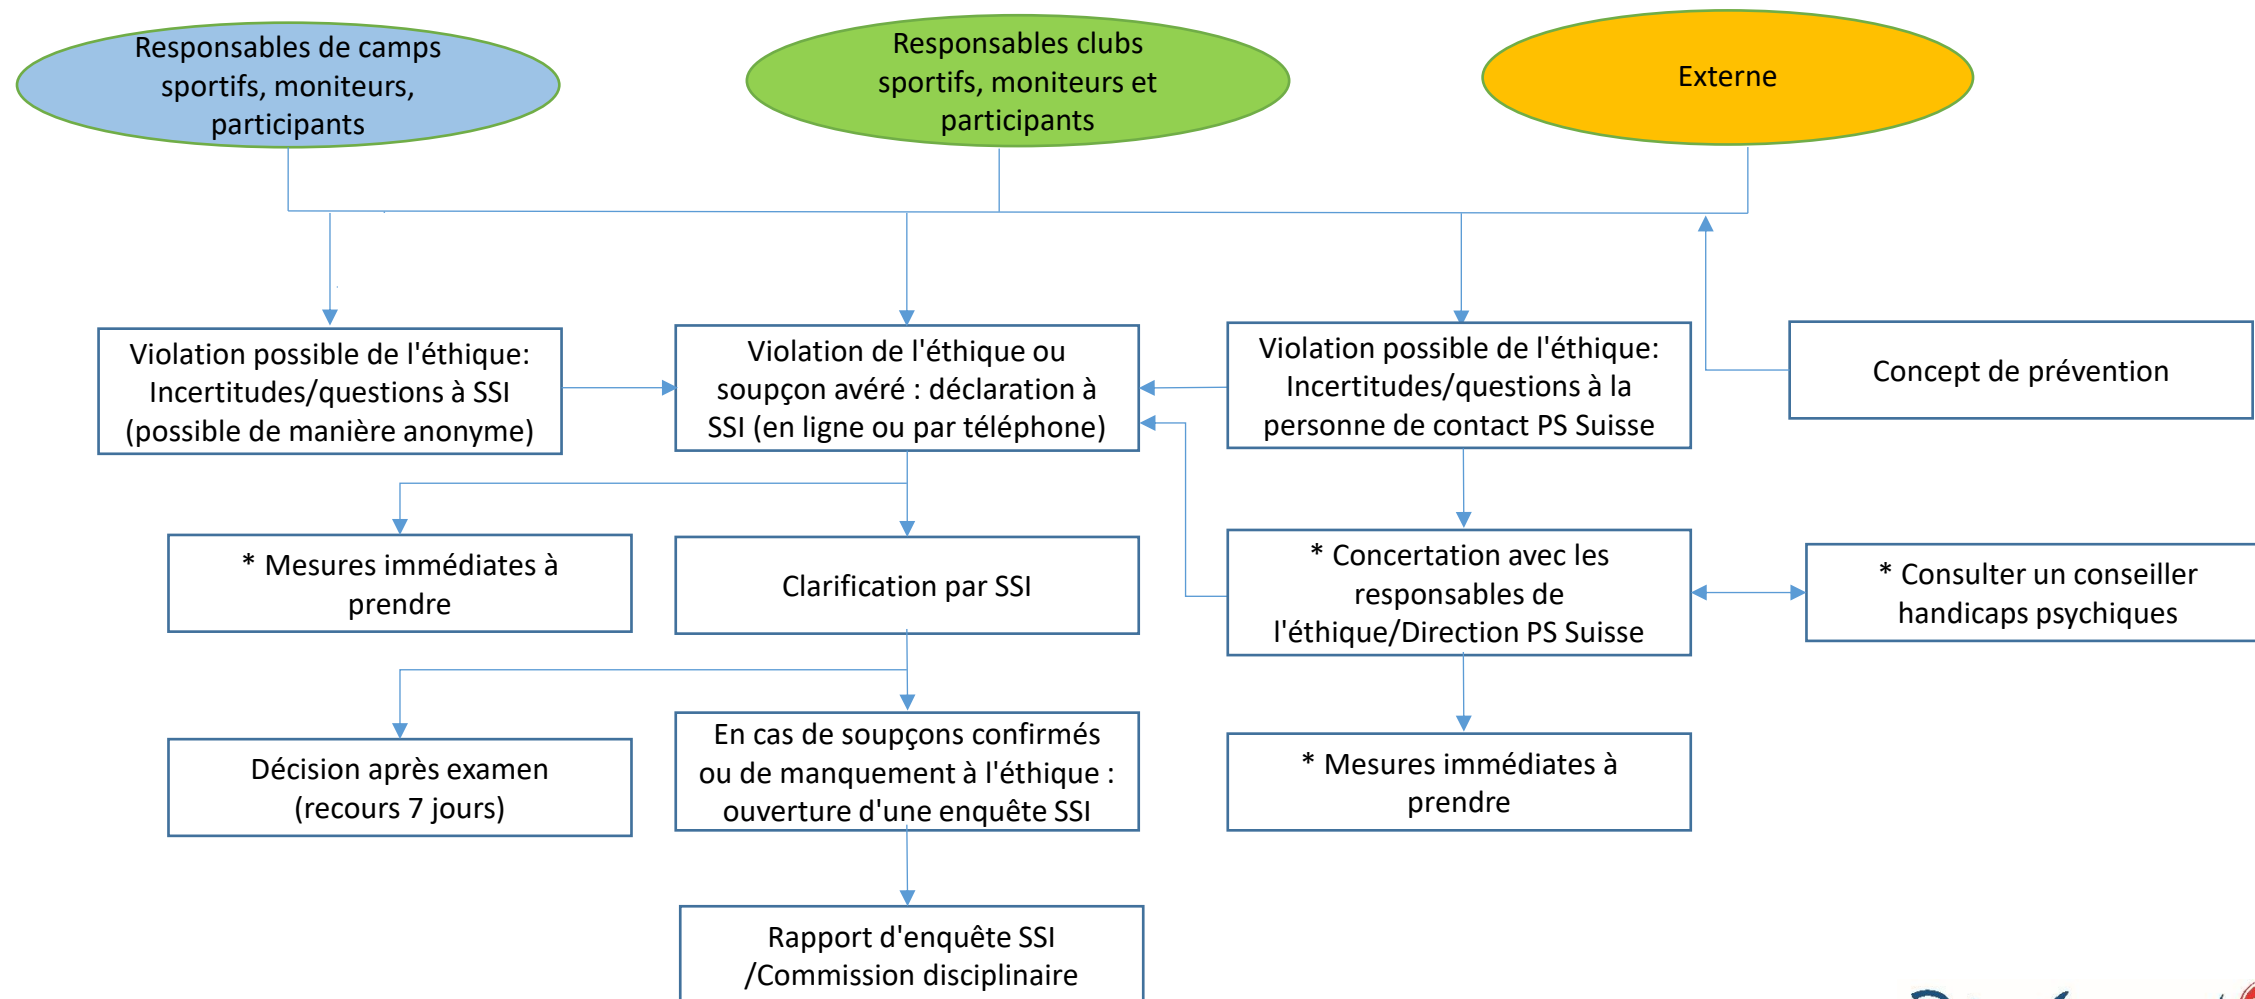 Responsables de camps
sportifs, moniteurs,
participants
Responsables clubs
sportifs, moniteurs et
participants
Externe
Violation possible de l'éthique:
Incertitudes/questions à SSI
(possible de manière anonyme)
Violation de l'éthique ou
soupçon avéré : déclaration à
SSI (en ligne ou par téléphone)
Violation possible de l'éthique:
Incertitudes/questions à la
personne de contact PS Suisse
Concept de prévention
* Mesures immédiates à
prendre
Clarification par SSI
* Concertation avec les
responsables de
l'éthique/Direction PS Suisse
* Consulter un conseiller
handicaps psychiques
Décision après examen
(recours 7 jours)
En cas de soupçons confirmés
ou de manquement à l'éthique :
ouverture d'une enquête SSI
* Mesures immédiates à
prendre
Rapport d'enquête SSI
/Commission disciplinaire